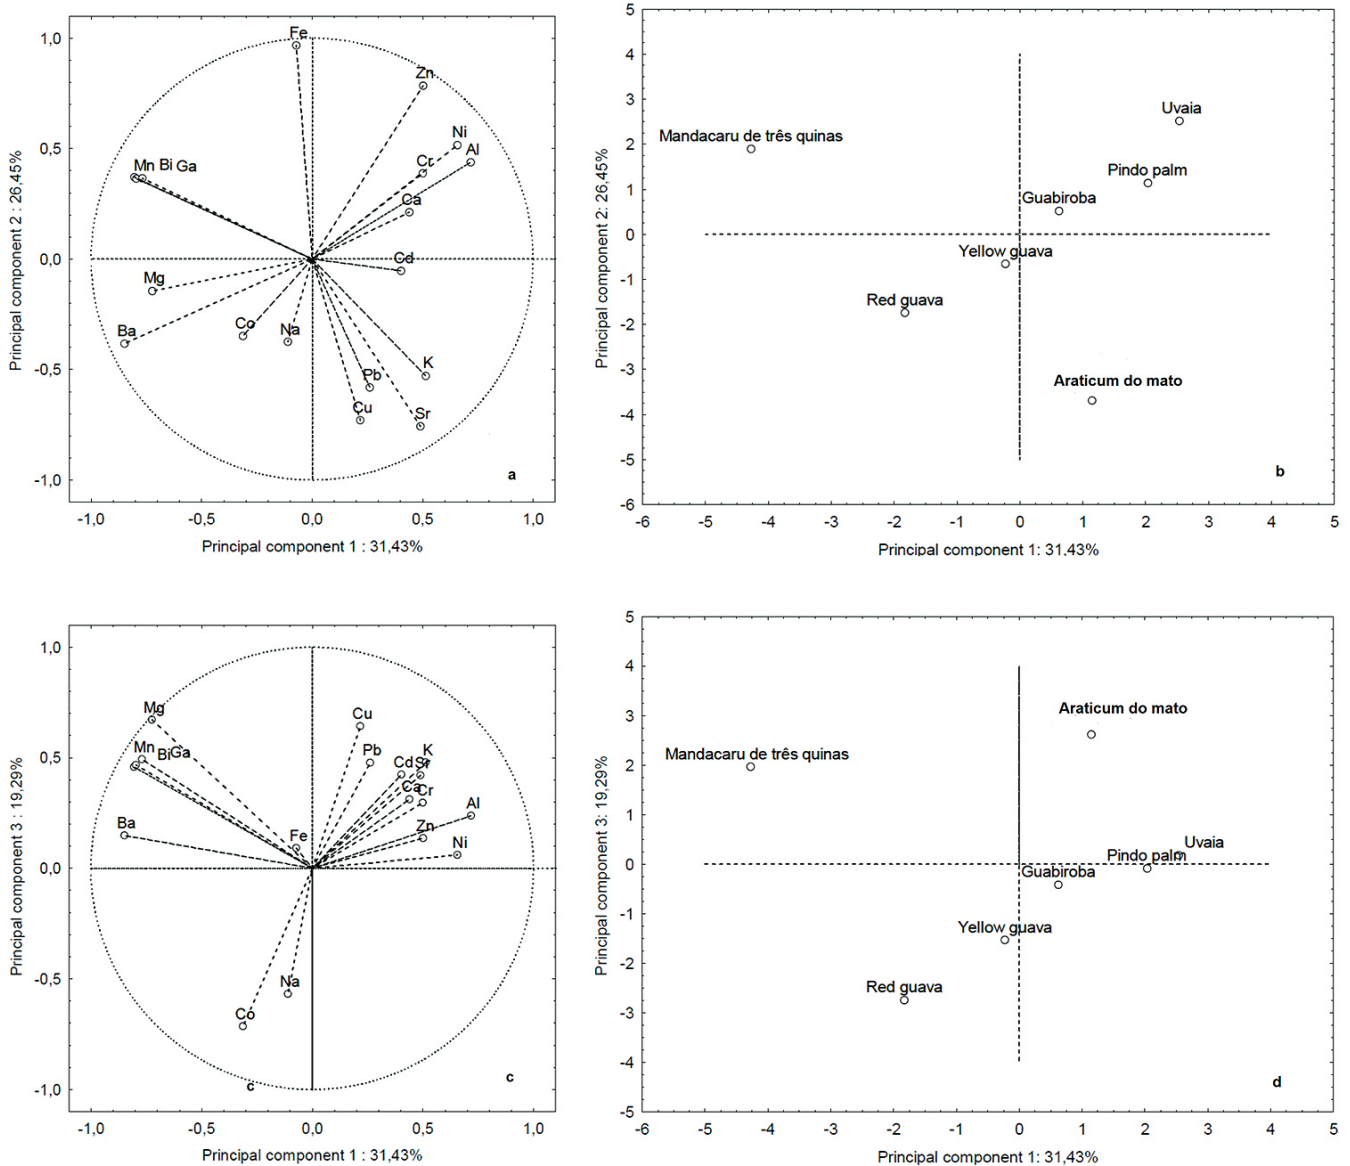 Fe
1,0
Zn
Ni
0,5
Cr
Al
Mn Bi Ga
Ca
Principal component 2 : 26,45%
0,0
Cd
Mg
Ba
Co
Na
K
-0,5
Pb
Cu
Sr
-1,0
a
-1,0 -0,5 0,0 0,5 1,0
Principal component 1 : 31,43%
5
4
3
Uvaia
2
Mandacaru de três quinas
Pindo palm
1
Guabiroba
Principal component 2: 26,45%
0
Yellow guava
-1
Red guava
-2
-3
Araticum do mato
-4
-5
b
-6
-6 -5 -4 -3 -2 -1 0 1 2 3 4 5
Principal component 1: 31,43%
1,0
Mg
Cu
Mn Bi Ga
Pb
K
0,5
Cd Sr
Ca
Cr
Al
Ba
Zn
Fe
Ni
Principal component 3 : 19,29%
0,0
-0,5
Na
Có
c
c
-1,0
-1,0 -0,5 0,0 0,5 1,0
Principal component 1 : 31,43%
5
4
3
Araticum do mato
Mandacaru de três quinas
2
1
Uvaia
Pindo palm
0
Guabiroba
Principal component 3: 19,29%
-1
Yellow guava
-2
Red guava
-3
-4
d
-5
-6 -5 -4 -3 -2 -1 0 1 2 3 4 5
Principal component 1: 31,43%